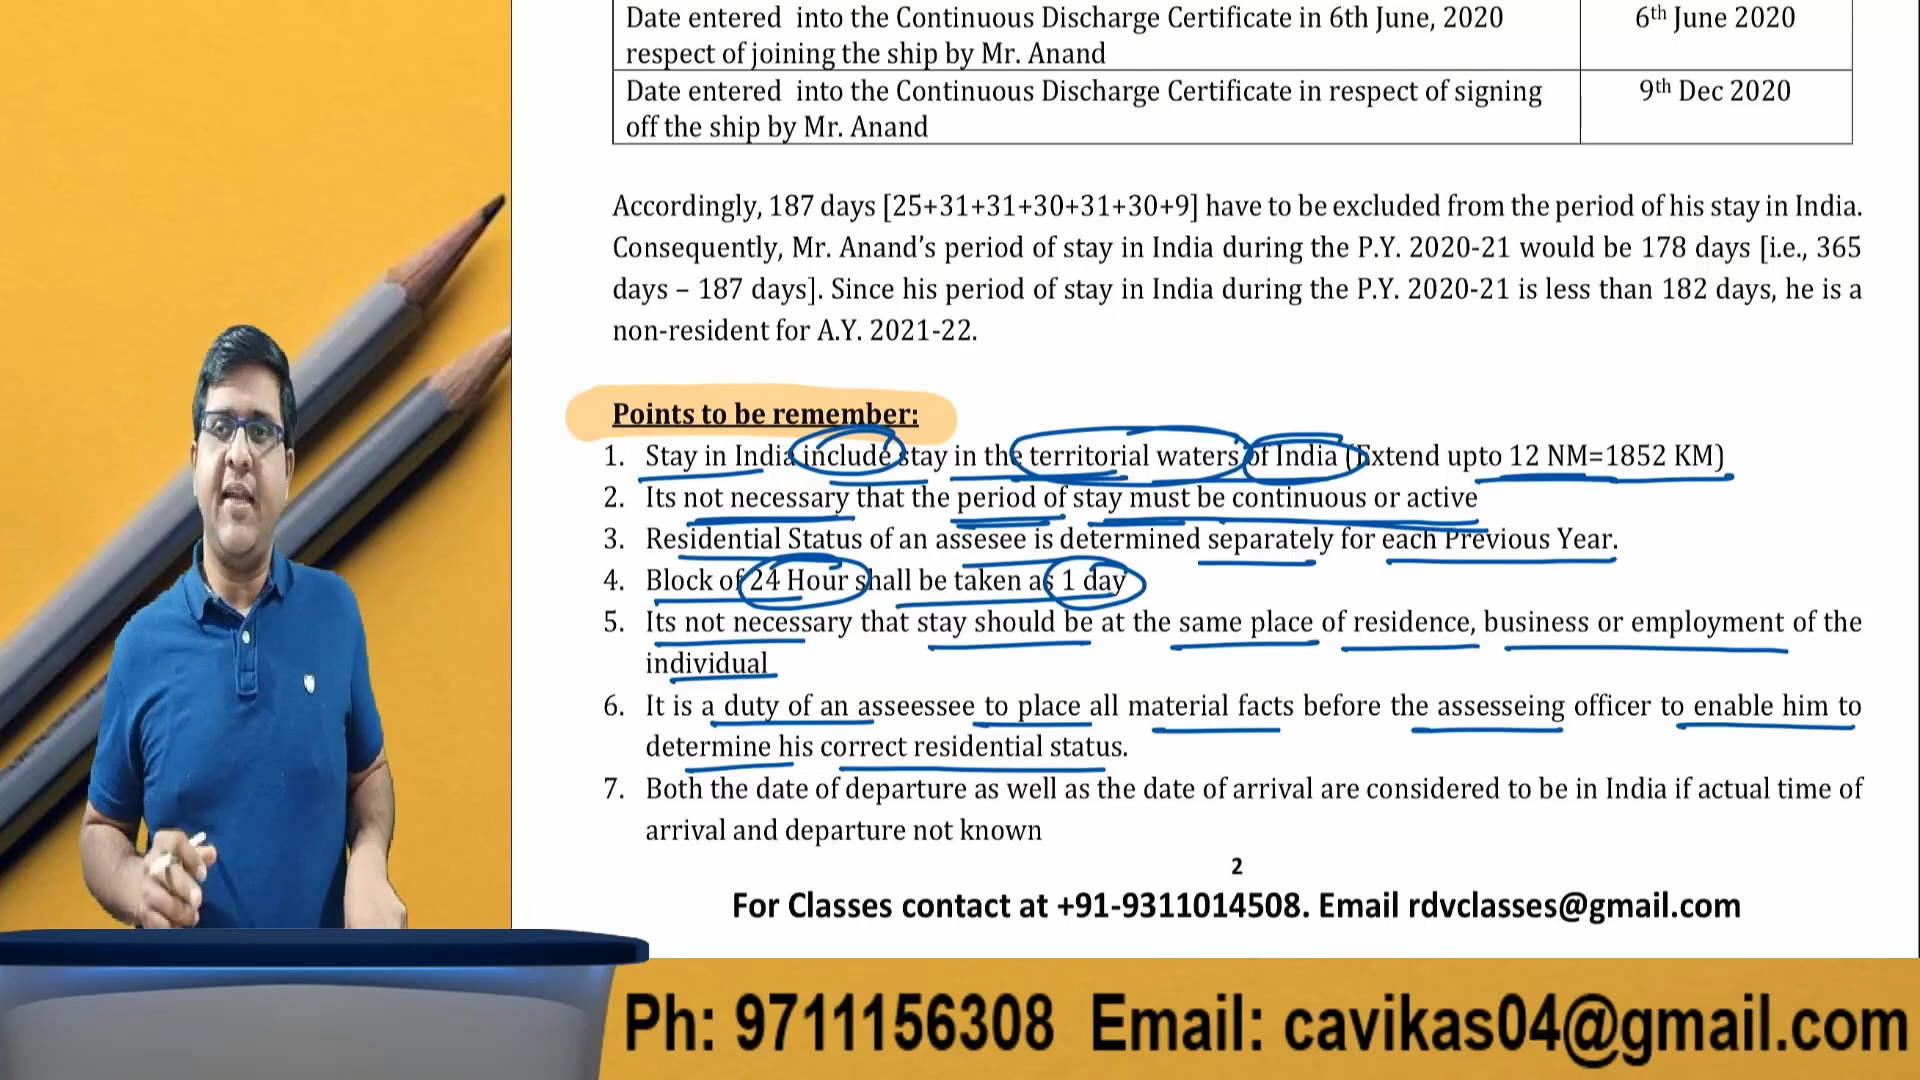 Date entered into the Continuous Discharge Certificate in 6th June, 2020
respect of joining the ship by Mr. Anand
6th June 2020
Date entered into the Continuous Discharge Certificate in respect of signing
off the ship by Mr. Anand
9th Dec 2020
Accordingly, 187 days [25+31+31+30+31+30+9] have to be excluded from the period of his stay in India.
Consequently, Mr. Anand’s period of stay in India during the P.Y. 2020-21 would be 178 days [i.e., 365
days – 187 days]. Since his period of stay in India during the P.Y. 2020-21 is less than 182 days, he is a
non-resident for A.Y. 2021-22.
Points to be remember:
1. Stay in India include stay in the territorial waters of India (Extend upto 12 NM=1852 KM)
2. Its not necessary that the period of stay must be continuous or active
3. Residential Status of an assesee is determined separately for each Previous Year.
4. Block of 24 Hour shall be taken as 1 day
5. Its not necessary that stay should be at the same place of residence, business or employment of the
individual
6. It is a duty of an asseessee to place all material facts before the assesseing officer to enable him to
determine his correct residential status.
7. Both the date of departure as well as the date of arrival are considered to be in India if actual time of
arrival and departure not known
2
For Classes contact at +91-9311014508. Email rdvclasses@gmail.com
Ph: 9711156308 Email: cavikas04@gmail.com